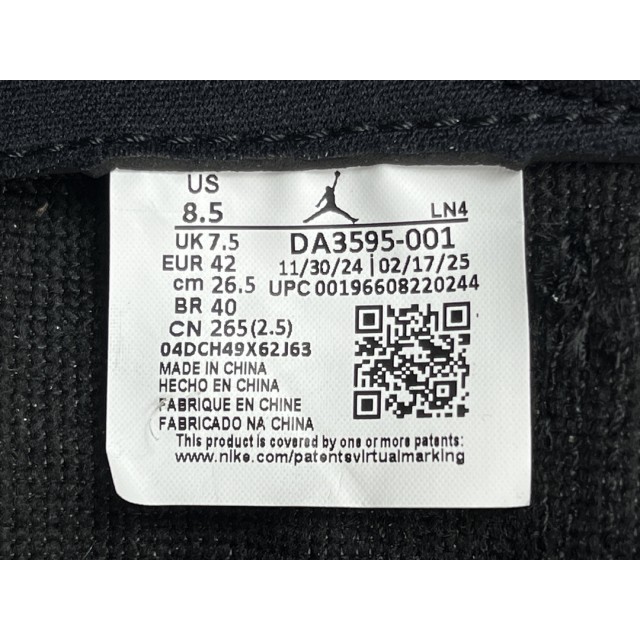 US
8.5
LN4
UK 7.5
DA3595-001
EUR 42
11/30/24 | 02/17/25
cm 26.5
UPC 00196608220244
BR 40
CN 265(2.5)
04DCH49X62J63
MADE IN CHINA
HECHO EN CHINA
FABRIQUE EN CHINE
FABRICADO NA CHINA
This product is covered by one or more patents:
www.nike.com/patentsvirtualmarking